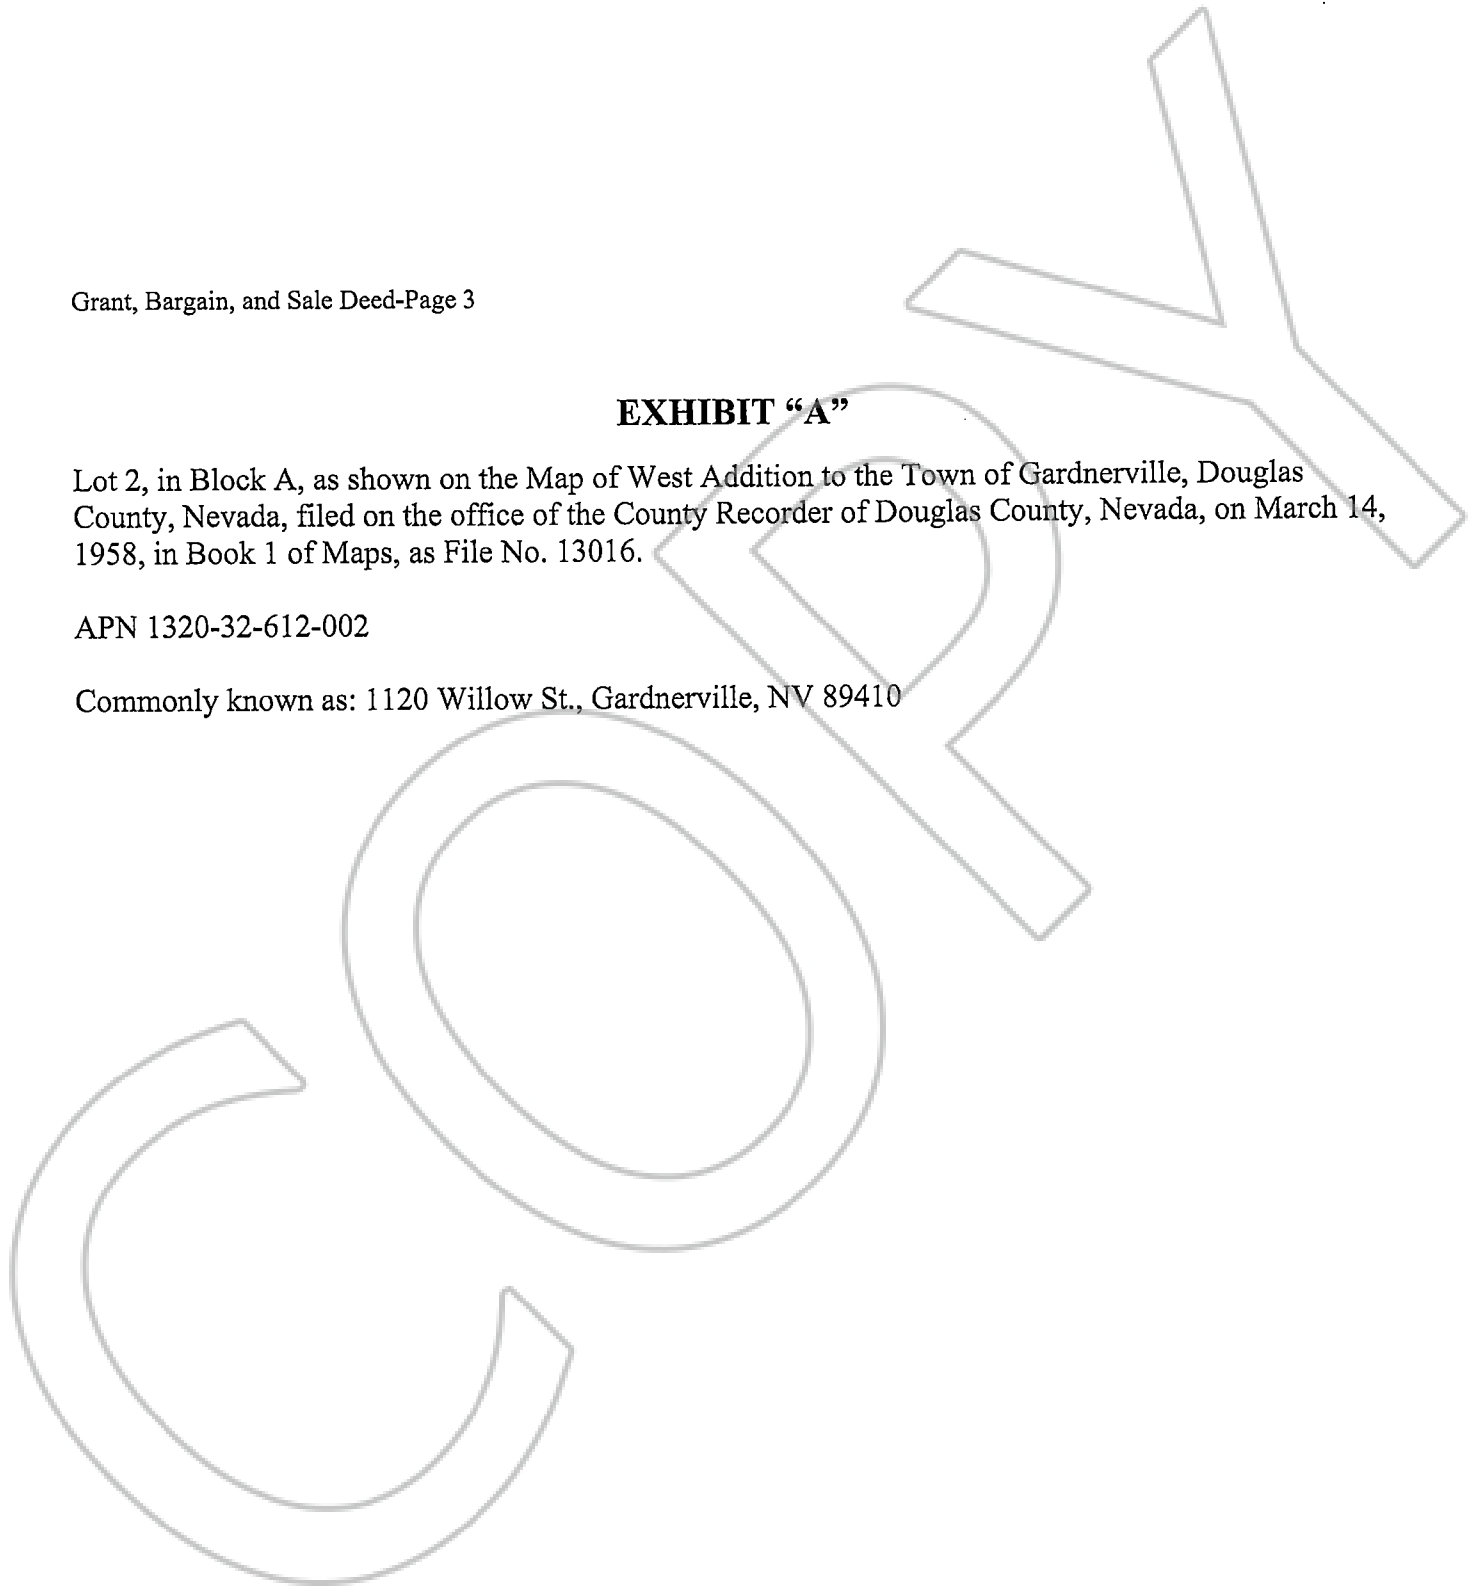 Grant, Bargain, and Sale Deed-Page 3
EXHIBIT “A”
Lot 2, in Block A, as shown on the Map of West Addition to the Town of Gardnerville, Douglas
County, Nevada, filed on the office of the County Recorder of Douglas County, Nevada, on March 14,
1958, in Book 1 of Maps, as File No. 13016.
APN 1320-32-612-002
Commonly known as: 1120 Willow St., Gardnerville, NV 89410
COPY